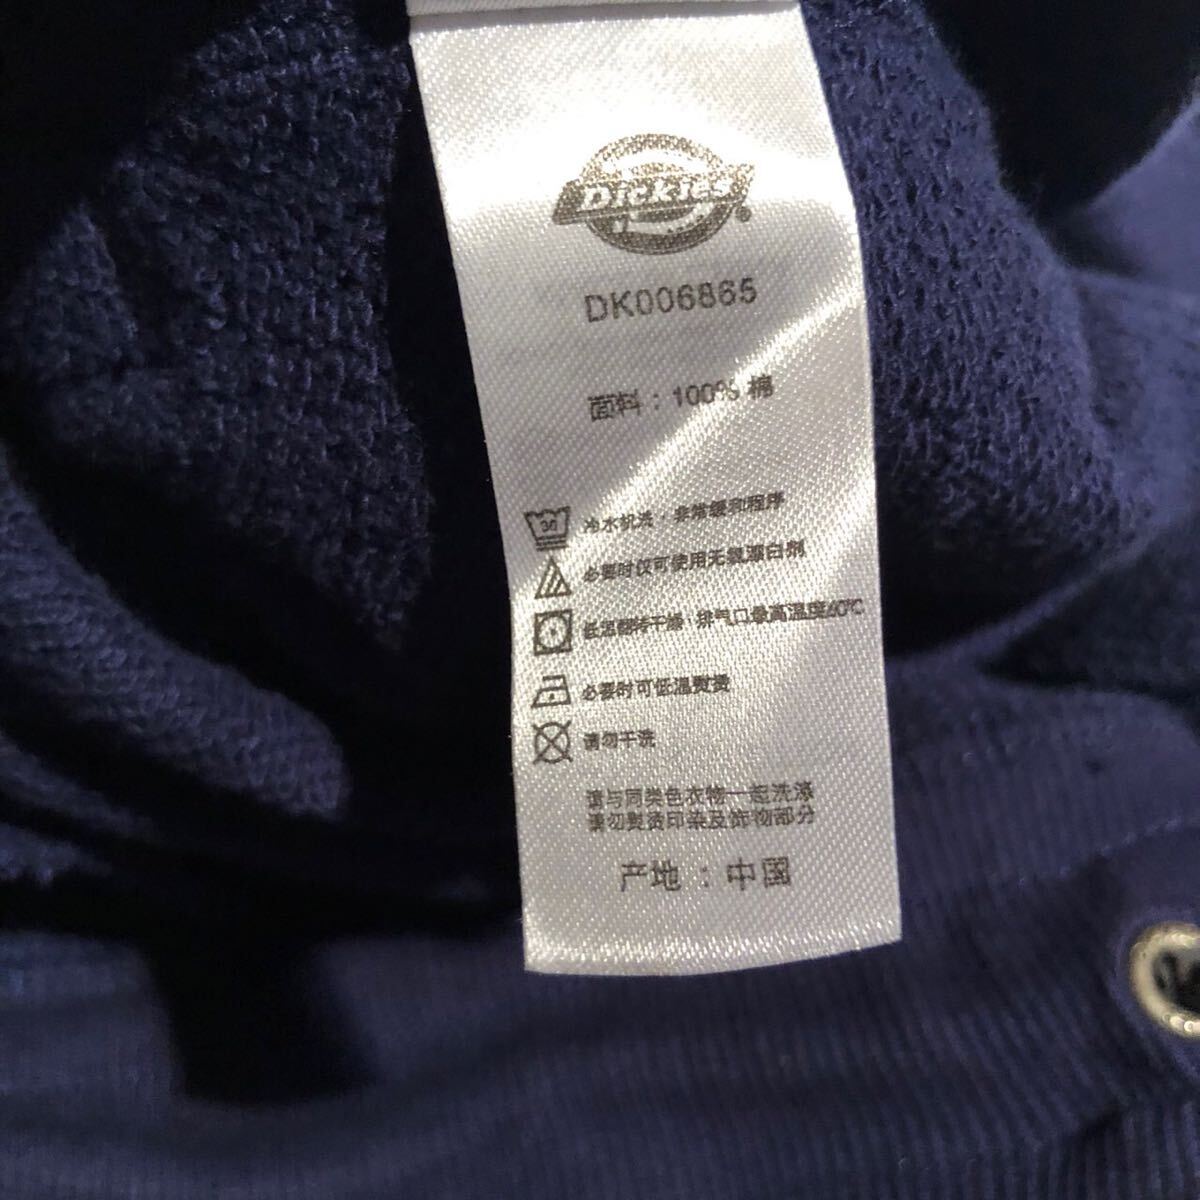 Dickies®
DK006865
面料：100% 棉
30 冷水机洗·非常缓和程序
必要时仅可使用无氯漂白剂
低温翻转干燥·排气口最高温度60℃
必要时可低温熨烫
请勿干洗
请与同类色衣物一起洗涤
请勿熨烫印染及饰物部分
产地：中国